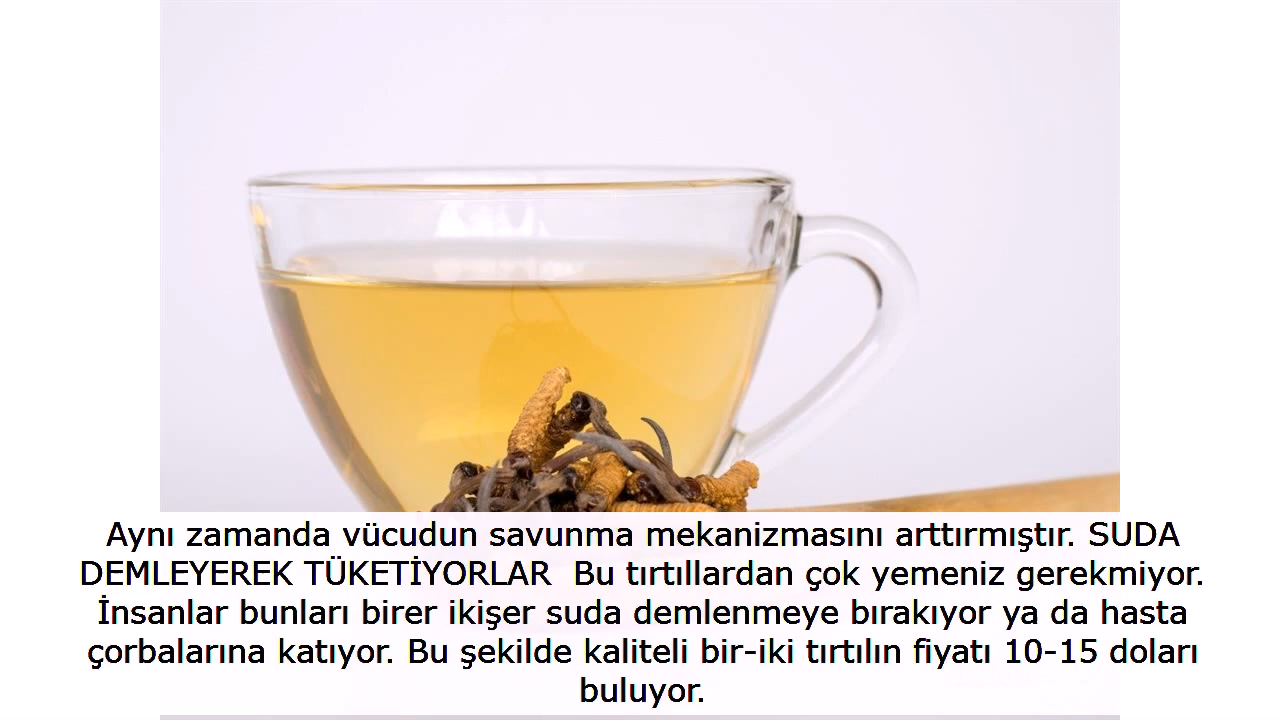 Aynı zamanda vücudun savunma mekanizmasını arttırmıştır. SUDA
DEMLEYEREK TÜKETİYORLAR  Bu tırtıllardan çok yemeniz gerekmiyor.
İnsanlar bunları birer ikişer suda demlenmeye bırakıyor ya da hasta
çorbalarına katıyor. Bu şekilde kaliteli bir-iki tırtılın fiyatı 10-15 doları
buluyor.